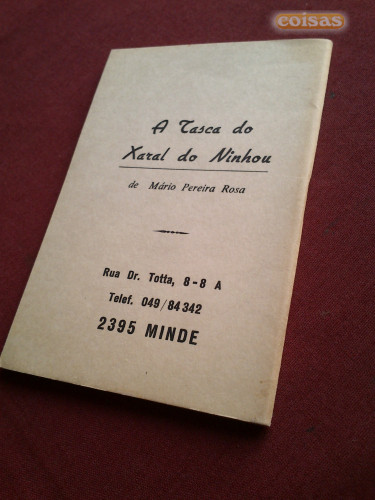 coisas
A Tasca do
Xaral do Ninhou
de Mário Pereira Rosa
Rua Dr. Totta, 8-8 A
Telef. 049/84342
2395 MINDE